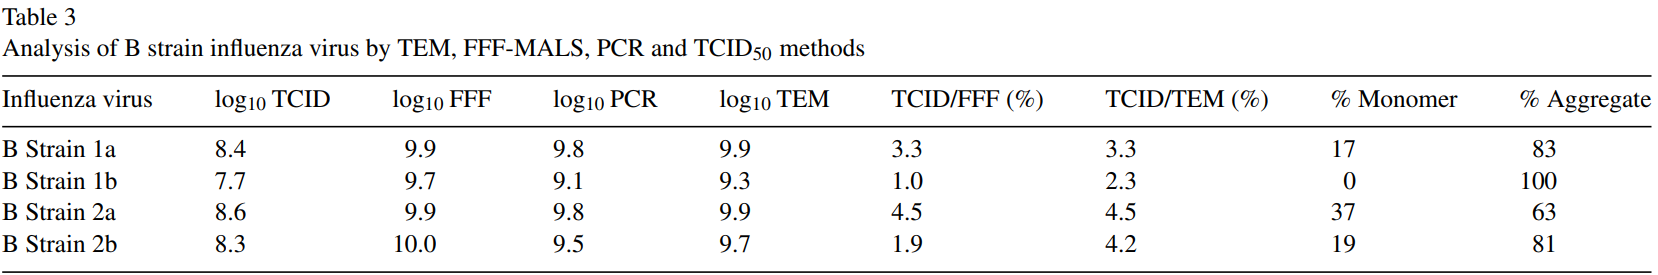 Table 3
Analysis of B strain influenza virus by TEM, FFF-MALS, PCR and TCID50 methods
Influenza virus log10 TCID log10 FFF log10 PCR log10 TEM TCID/FFF (%) TCID/TEM (%) % Monomer % Aggregate
B Strain 1a 8.4 9.9 9.8 9.9 3.3 3.3 17 83
B Strain 1b 7.7 9.7 9.1 9.3 1.0 2.3 0 100
B Strain 2a 8.6 9.9 9.8 9.9 4.5 4.5 37 63
B Strain 2b 8.3 10.0 9.5 9.7 1.9 4.2 19 81